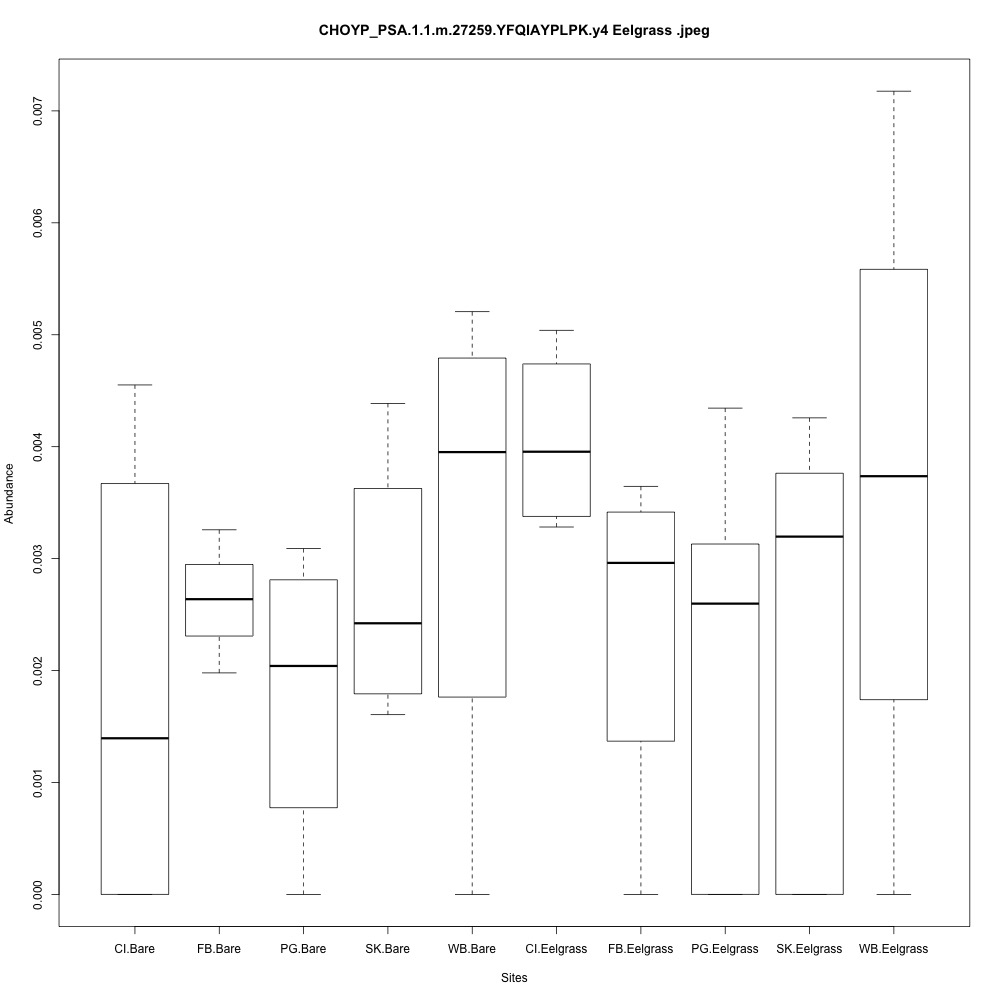 CHOYP_PSA.1.1.m.27259.YFQIAYPLPK.y4 Eelgrass .jpeg
0.007
0.006
0.005
0.004
0.003
0.002
0.001
0.000
Abundance
CI.Bare FB.Bare PG.Bare SK.Bare WB.Bare CI.Eelgrass FB.Eelgrass PG.Eelgrass SK.Eelgrass WB.Eelgrass
Sites